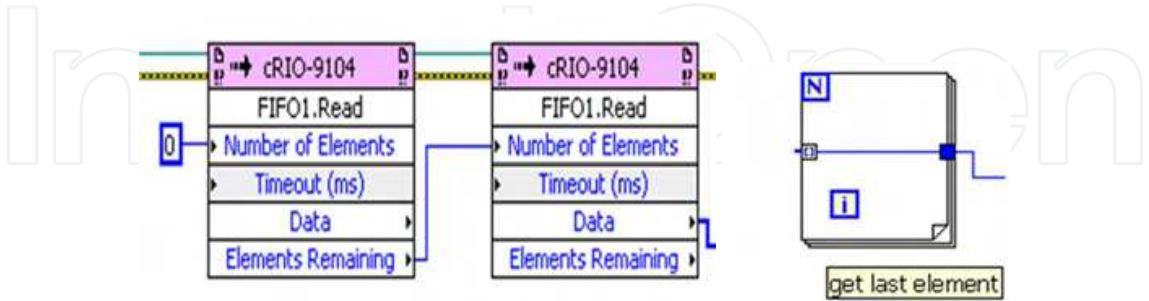 cRIO-9104
FIFO1.Read
0
Number of Elements
Timeout (ms)
Data
Elements Remaining
cRIO-9104
FIFO1.Read
Number of Elements
Timeout (ms)
Data
Elements Remaining
N
i
get last element